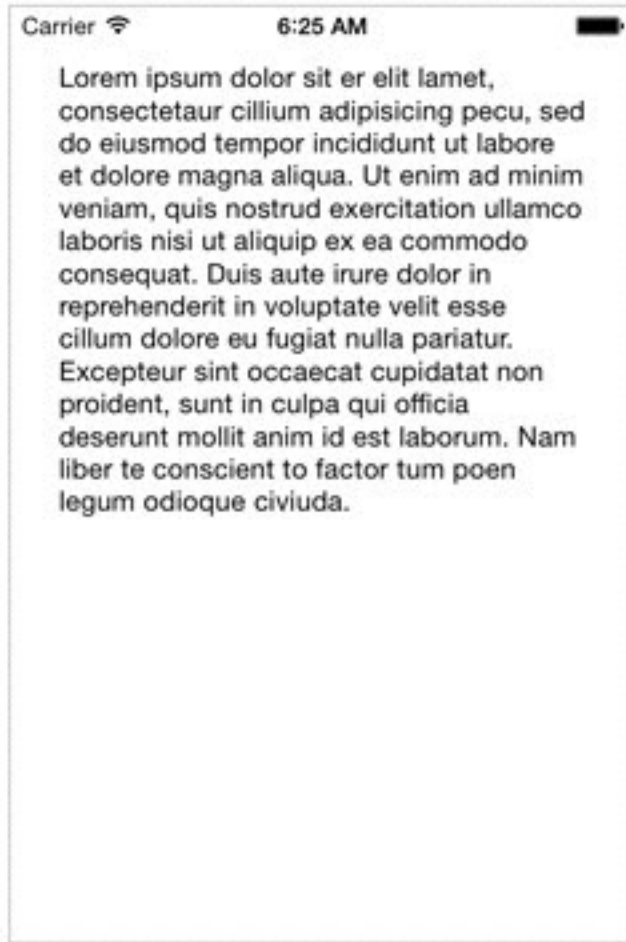 Carrier 6:25 AM
Lorem ipsum dolor sit er elit lamet,
consectetaur cillium adipisicing pecu, sed
do eiusmod tempor incididunt ut labore
et dolore magna aliqua. Ut enim ad minim
veniam, quis nostrud exercitation ullamco
laboris nisi ut aliquip ex ea commodo
consequat. Duis aute irure dolor in
reprehenderit in voluptate velit esse
cillum dolore eu fugiat nulla pariatur.
Excepteur sint occaecat cupidatat non
proident, sunt in culpa qui officia
deserunt mollit anim id est laborum. Nam
liber te conscient to factor tum poen
legum odioque civiuda.